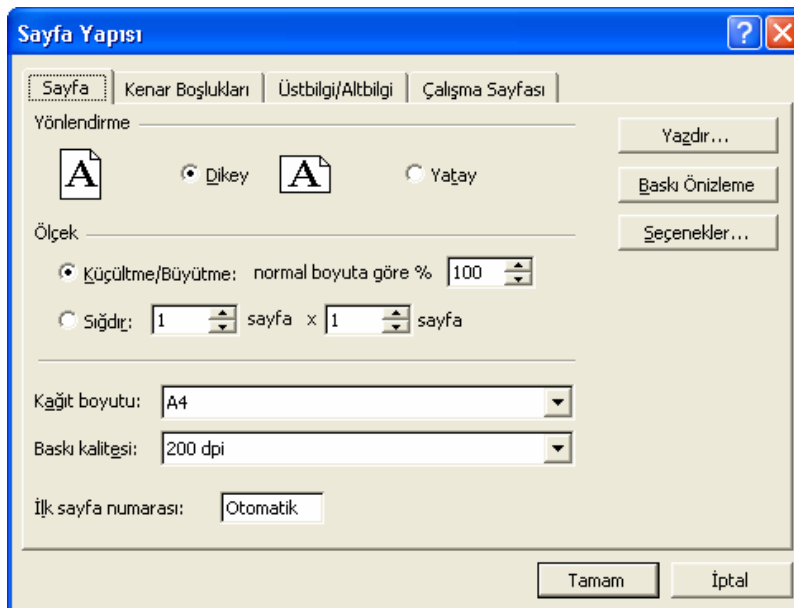 Sayfa Yapısı
Sayfa Kenar Boşlukları Üstbilgi/Altbilgi Çalışma Sayfası
Yönlendirme
A Dikey A Yatay
Ölçek
Küçültme/Büyütme: normal boyuta göre % 100
Sığdır: 1 sayfa x 1 sayfa
Kağıt boyutu: A4
Baskı kalitesi: 200 dpi
İlk sayfa numarası: Otomatik
Yazdır...
Baskı Önizleme
Seçenekler...
Tamam İptal